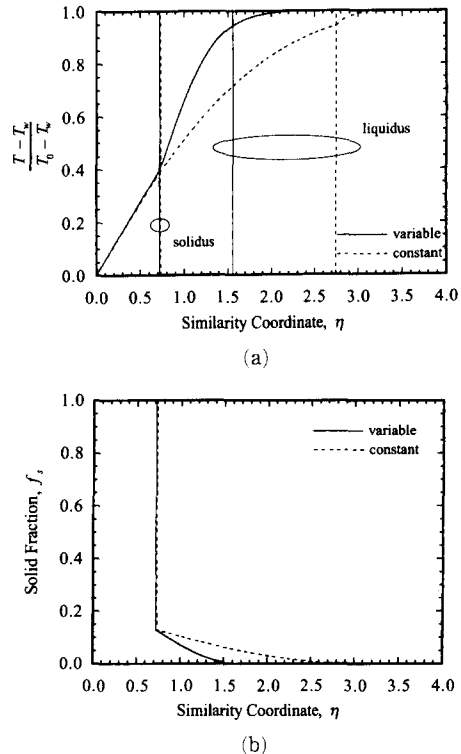 (a)
1.0
0.8
0.6
0.4
0.2
0.0
T − T_w
T_0 − T_w
liquidus
solidus
variable
constant
0.0 0.5 1.0 1.5 2.0 2.5 3.0 3.5 4.0
Similarity Coordinate, η
(a)
1.0
0.8
0.6
0.4
0.2
0.0
Solid Fraction, f_s
variable
constant
0.0 0.5 1.0 1.5 2.0 2.5 3.0 3.5 4.0
Similarity Coordinate, η
(b)